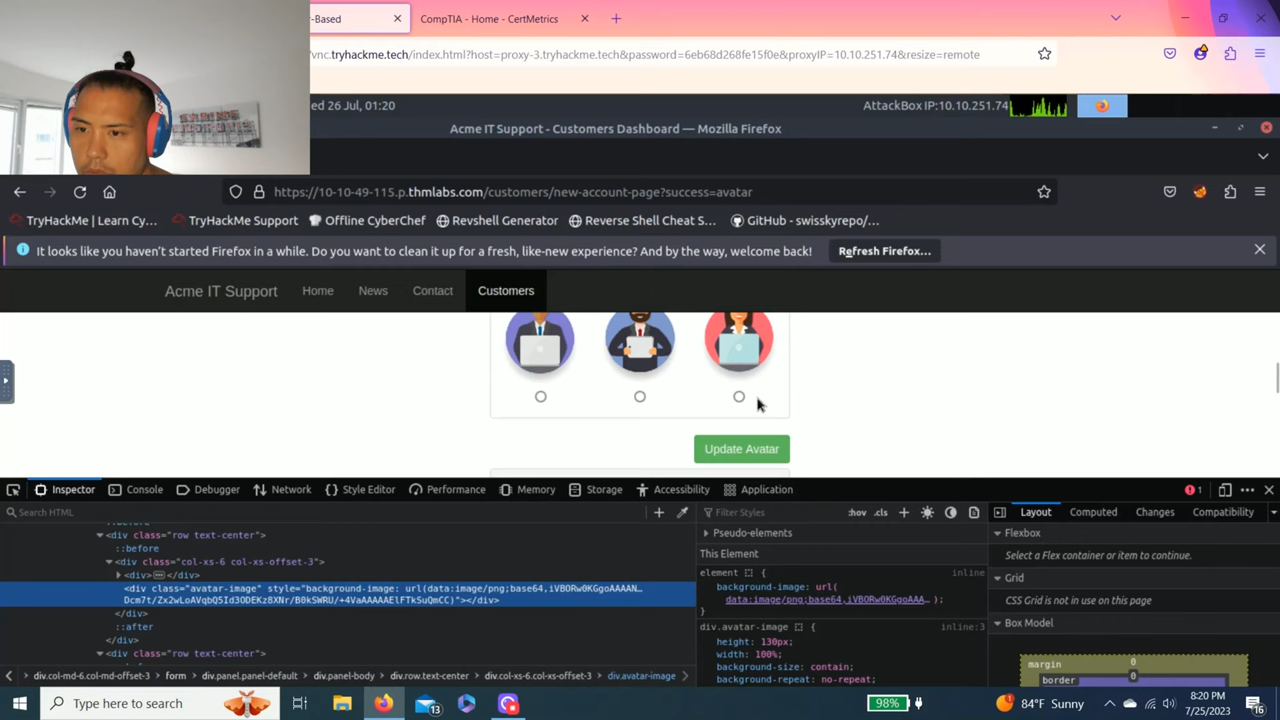 r-Based
CompTIA - Home - CertMetrics
vnc.tryhackme.tech/index.html?host=proxy-3.tryhackme.tech&password=6eb68d268fe15f0e&proxyIP=10.10.251.74&resize=remote
ed 26 Jul, 01:20
AttackBox IP:10.10.251.74
Acme IT Support - Customers Dashboard — Mozilla Firefox
https://10-10-49-115.p.thmlabs.com/customers/new-account-page?success=avatar
TryHackMe | Learn Cy… TryHackMe Support Offline CyberChef Revshell Generator Reverse Shell Cheat S… GitHub - swisskyrepo/…
It looks like you haven't started Firefox in a while. Do you want to clean it up for a fresh, like-new experience? And by the way, welcome back! Refresh Firefox…
Acme IT Support Home News Contact Customers
Update Avatar
Inspector Console Debugger Network Style Editor Performance Memory Storage Accessibility Application 1
Search HTML
Filter Styles :hov .cls
Layout Computed Changes Compatibility
::before
<div class="row text-center">
::before
<div class="col-xs-6 col-xs-offset-3">
<div> </div>
<div class="avatar-image" style="background-image: url(data:image/png;base64,iVBORw0KGgoAAAAN…
Dcm7t/Zx2wLoAVqbQ5Id3ODEKz8XNr/B0kSWRU/+4VaAAAAAElFTkSuQmCC)"></div>
</div>
::after
</div>
<div class="row text-center">
Pseudo-elements
This Element
element { inline
background-image: url(
data:image/png;base64,iVBORw0KGgoAAA… );
}
div.avatar-image { inline:3
height: 130px;
width: 100%;
background-size: contain;
background-repeat: no-repeat;
Flexbox
Select a Flex container or item to continue.
Grid
CSS Grid is not in use on this page
Box Model
margin 0
border 0
div.col-md-6.col-md-offset-3 form div.panel.panel-default div.panel-body div.row.text-center div.col-xs-6.col-xs-offset-3 div.avatar-image
Type here to search
13
98%
84°F Sunny
8:20 PM
7/25/2023
16